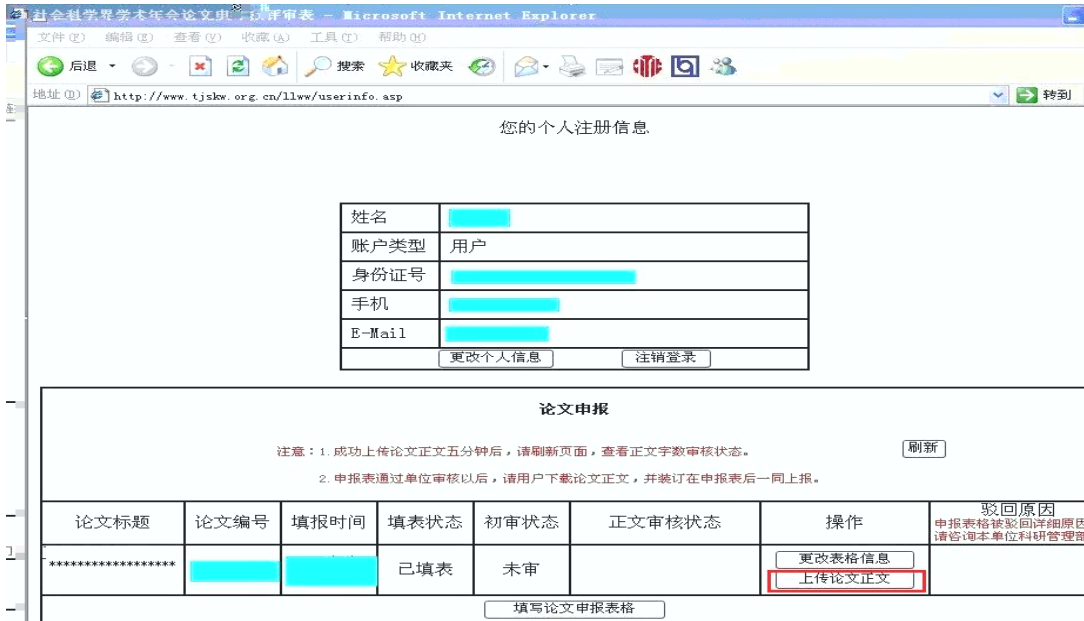 社会科学界学术年会论文申报评审表 - Microsoft Internet Explorer
文件(F) 编辑(E) 查看(V) 收藏(A) 工具(T) 帮助(H)
后退 搜索 收藏夹
地址(D) http://www.tjskw.org.cn/llww/userinfo.asp 转到
您的个人注册信息
姓名
账户类型 用户
身份证号
手机
E-Mail
更改个人信息 注销登录
论文申报
注意：1.成功上传论文正文五分钟后，请刷新页面，查看正文字数审核状态。 刷新
2.申报表通过单位审核以后，请用户下载论文正文，并装订在申报表后一同上报。
论文标题 论文编号 填报时间 填表状态 初审状态 正文审核状态 操作 驳回原因
申报表格被驳回详细原因
请咨询本单位科研管理部
****************** 已填表 未审 更改表格信息
上传论文正文
填写论文申报表格